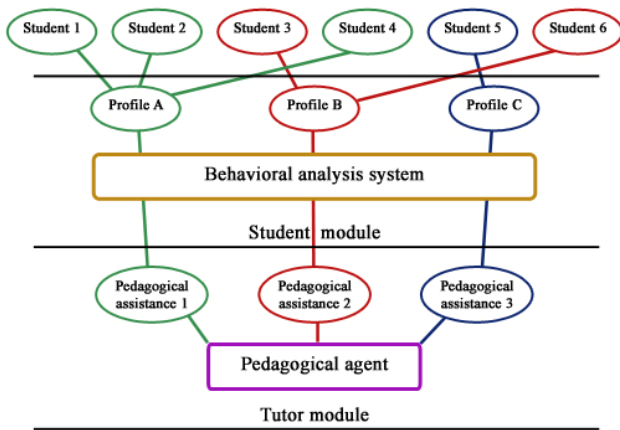 Student 1
Student 2
Student 3
Student 4
Student 5
Student 6
Profile A
Profile B
Profile C
Behavioral analysis system
Student module
Pedagogical
assistance 1
Pedagogical
assistance 2
Pedagogical
assistance 3
Pedagogical agent
Tutor module